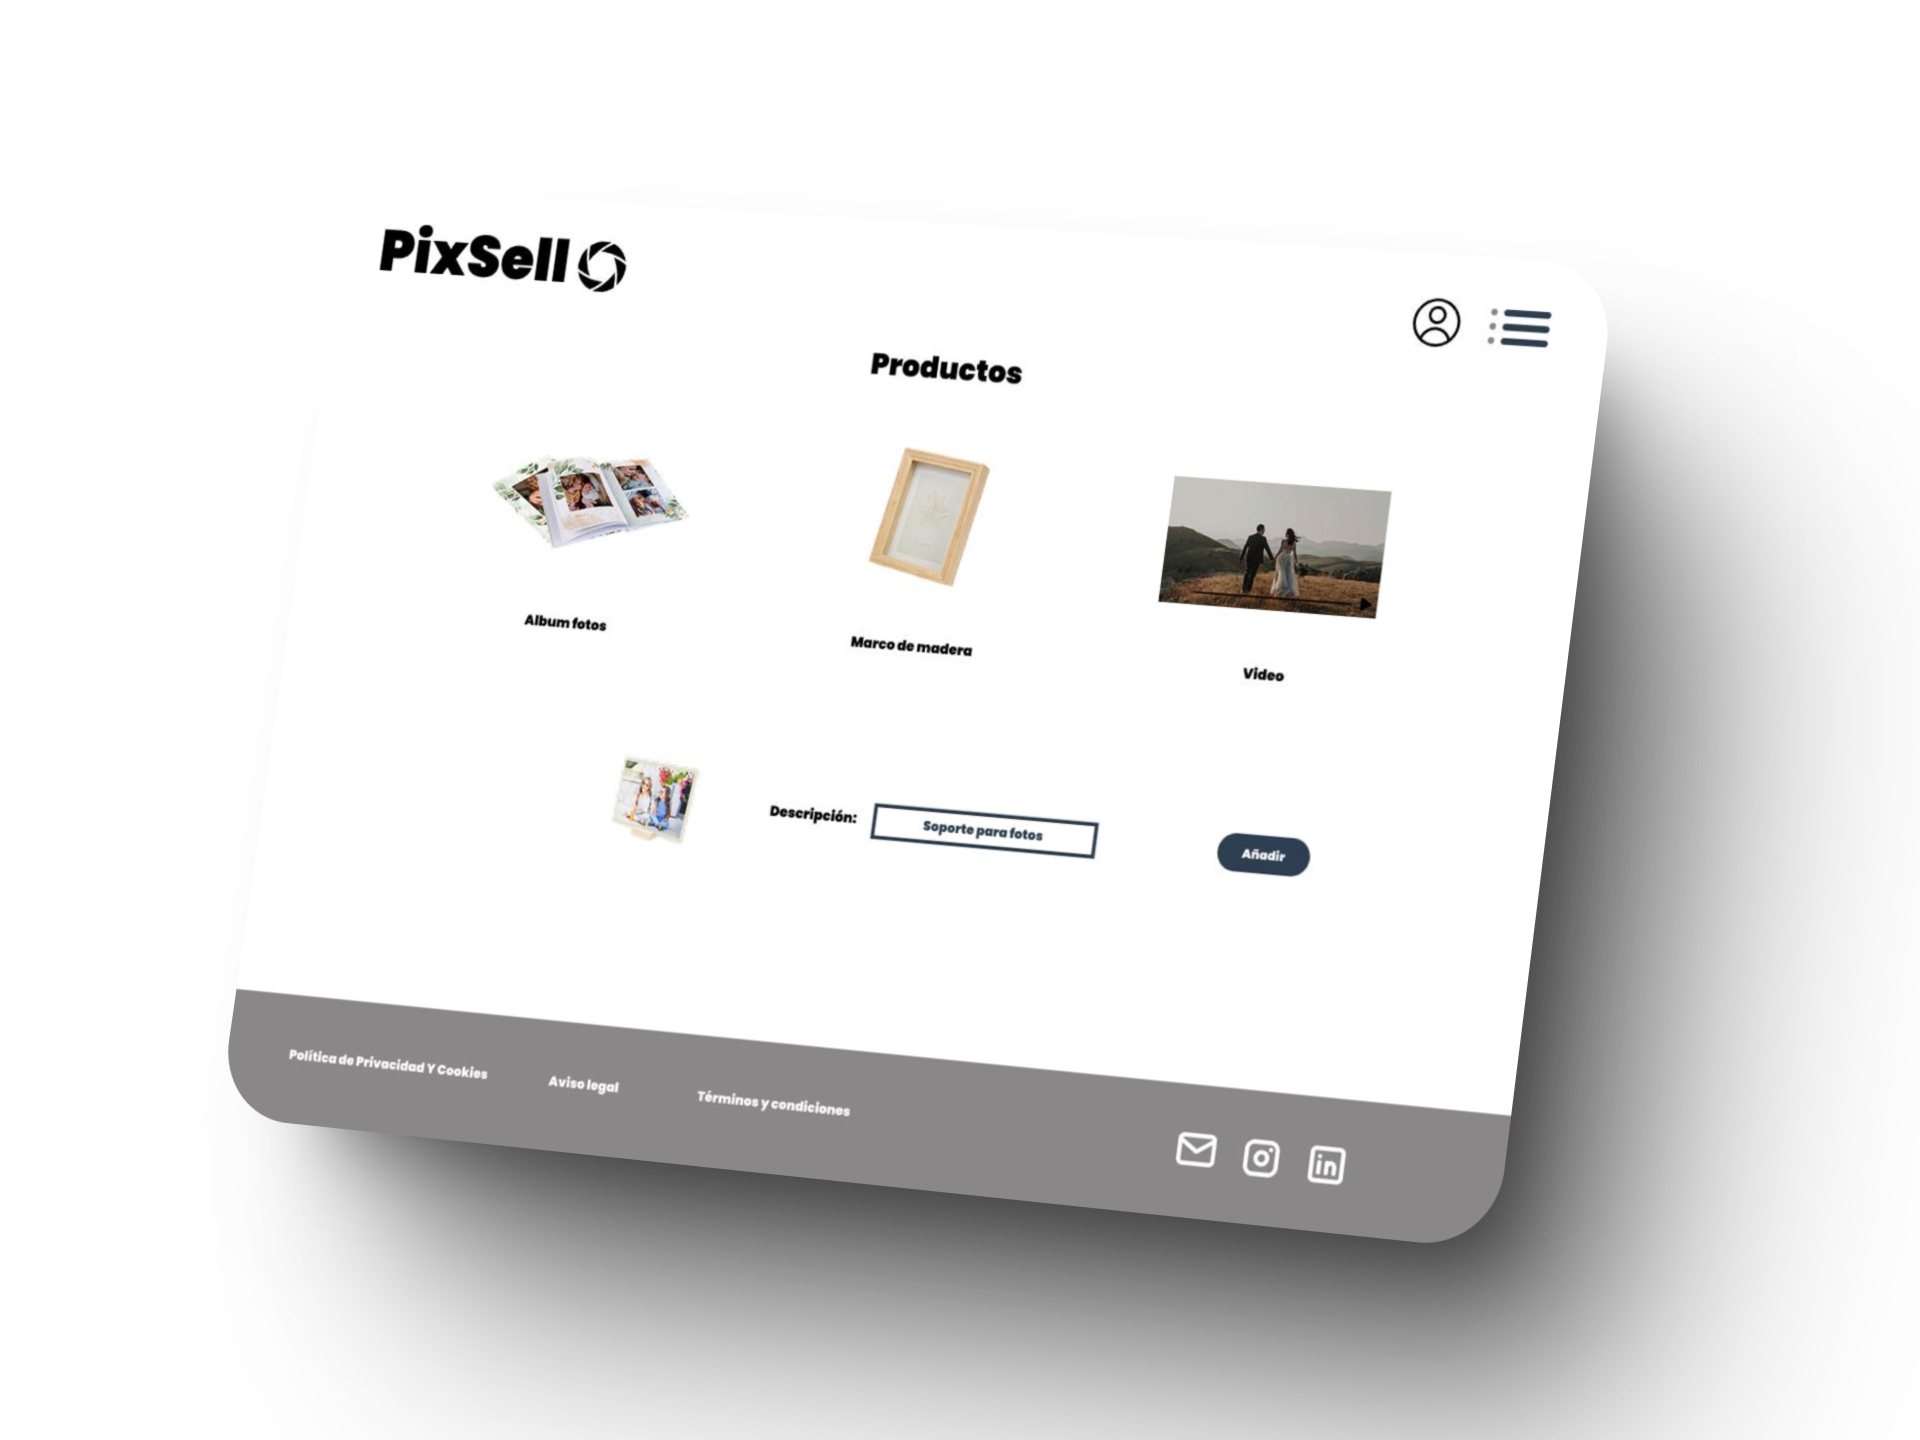 PixSell
Productos
Album fotos
Marco de madera
Video
Descripción:
Soporte para fotos
Añadir
Política de Privacidad Y Cookies
Aviso legal
Términos y condiciones
in